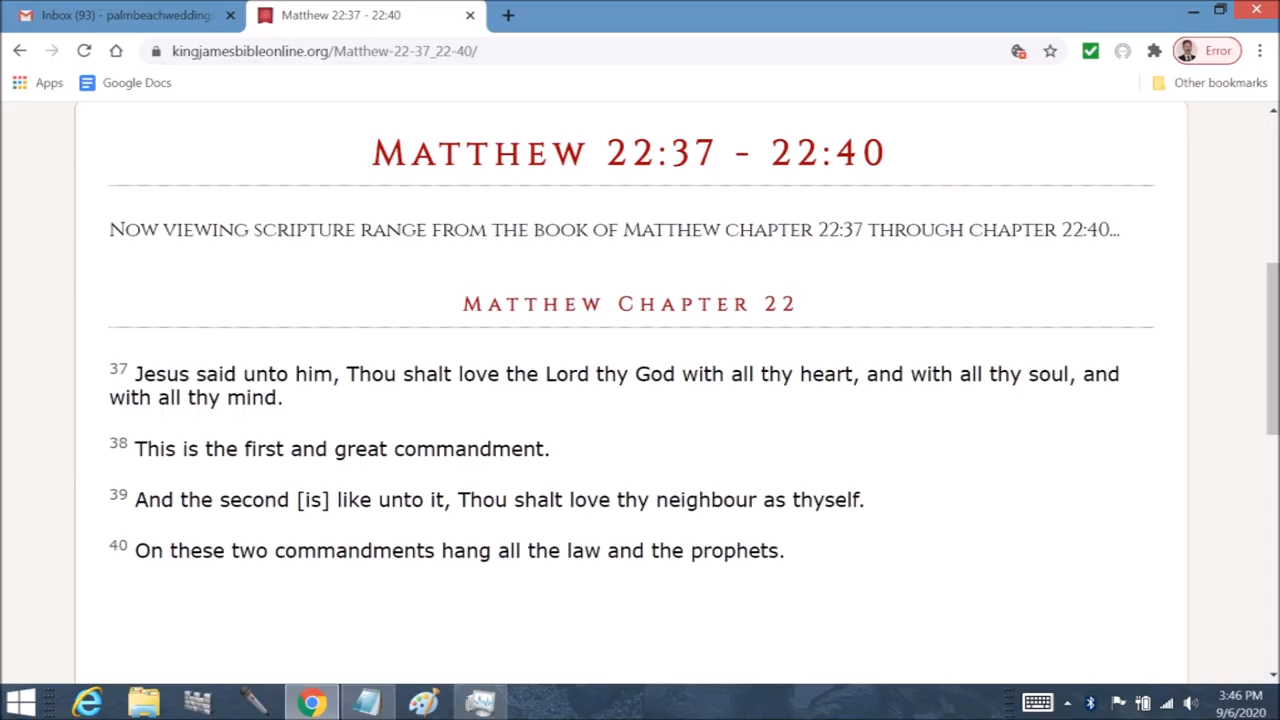 Inbox (93) - palmbeachwedding
Matthew 22:37 - 22:40
kingjamesbibleonline.org/Matthew-22-37_22-40/
Error
Apps
Google Docs
Other bookmarks
MATTHEW 22:37 - 22:40
NOW VIEWING SCRIPTURE RANGE FROM THE BOOK OF MATTHEW CHAPTER 22:37 THROUGH CHAPTER 22:40...
MATTHEW CHAPTER 22
37 Jesus said unto him, Thou shalt love the Lord thy God with all thy heart, and with all thy soul, and
with all thy mind.
38 This is the first and great commandment.
39 And the second [is] like unto it, Thou shalt love thy neighbour as thyself.
40 On these two commandments hang all the law and the prophets.
3:46 PM
9/6/2020